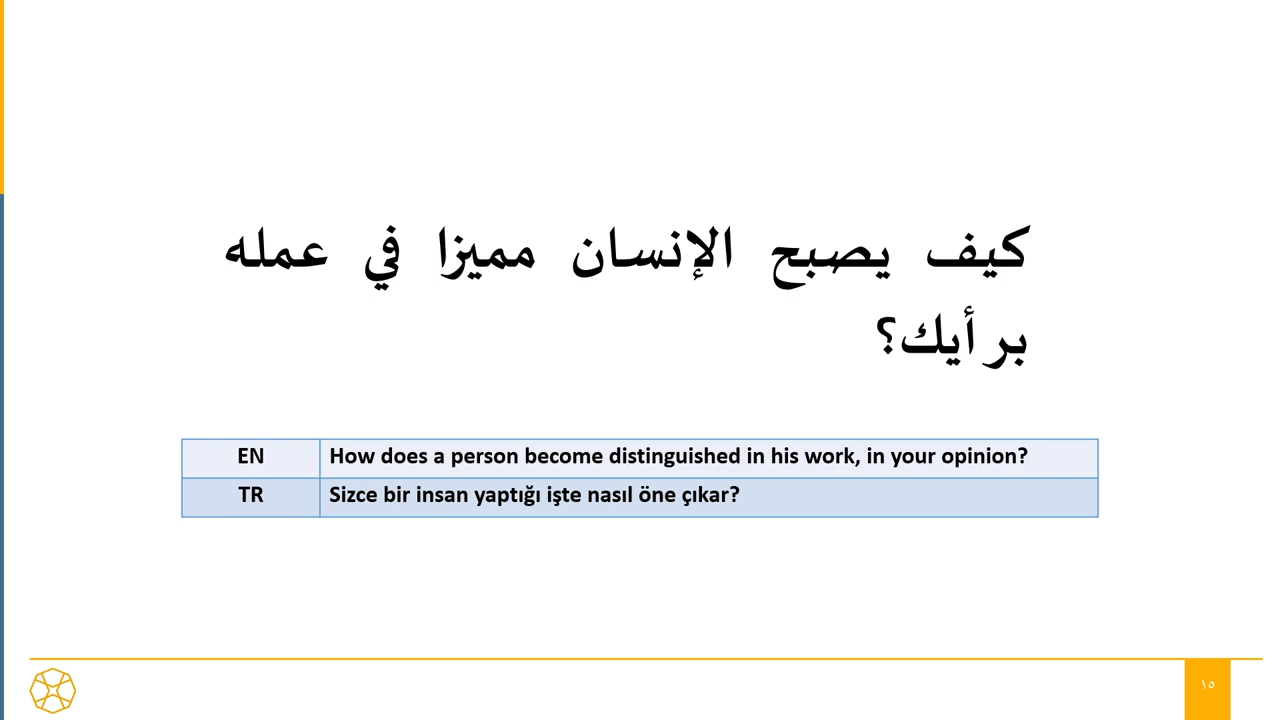 كيف يصبح الإنسان مميزا في عمله
برأيك؟
EN How does a person become distinguished in his work, in your opinion?
TR Sizce bir insan yaptığı işte nasıl öne çıkar?
١٥